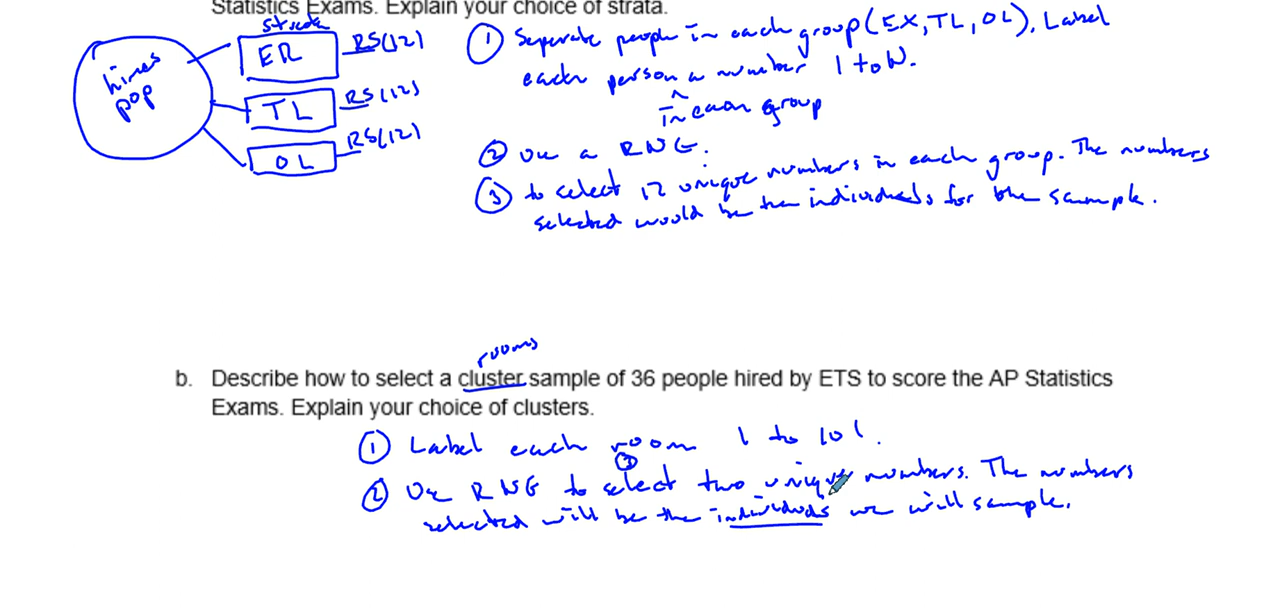 Statistics Exams. Explain your choice of strata.
strata
hires
pop
ER RS(12)
TL RS(12)
OL RS(12)
① Separate people in each group (EX, TL, OL), Label
each person a number 1 to N.
^
in each group
② Use a RNG.
③ to select 12 unique numbers in each group. The numbers
selected would be the individuals for the sample.
rooms
b. Describe how to select a cluster sample of 36 people hired by ETS to score the AP Statistics
Exams. Explain your choice of clusters.
① Label each room 1 to 101.
③
② Use RNG to select two unique numbers. The numbers
selected will be the individuals we will sample.